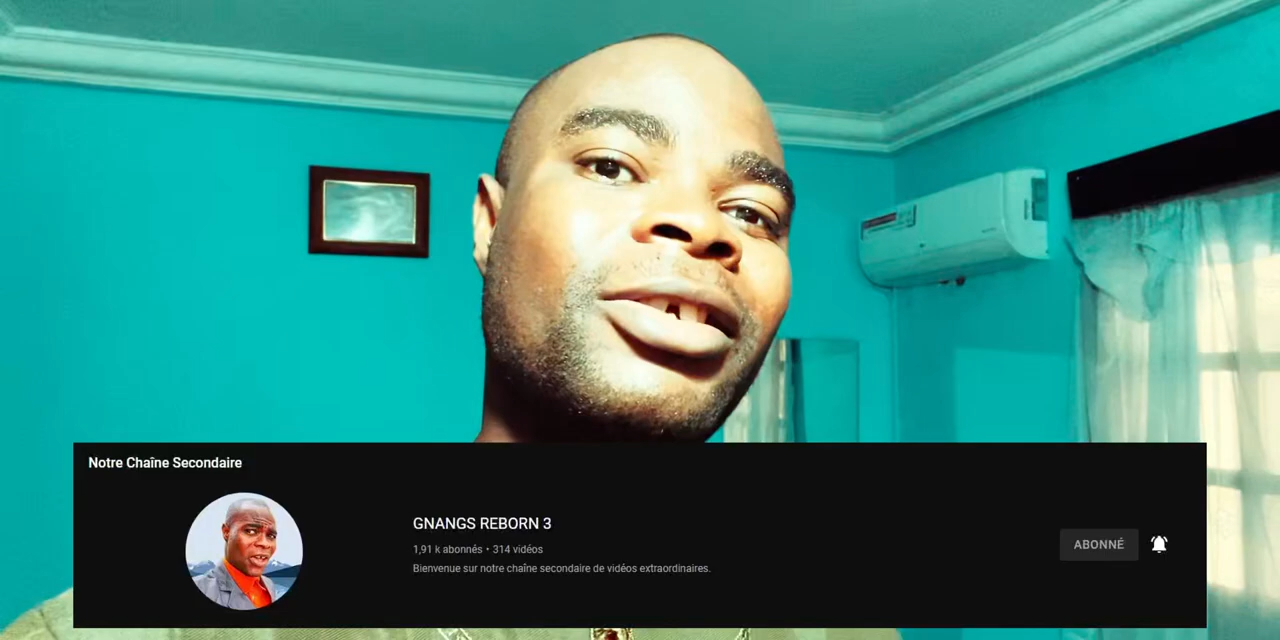 Notre Chaîne Secondaire
GNANGS REBORN 3
1,91 k abonnés • 314 vidéos
ABONNÉ
Bienvenue sur notre chaîne secondaire de vidéos extraordinaires.